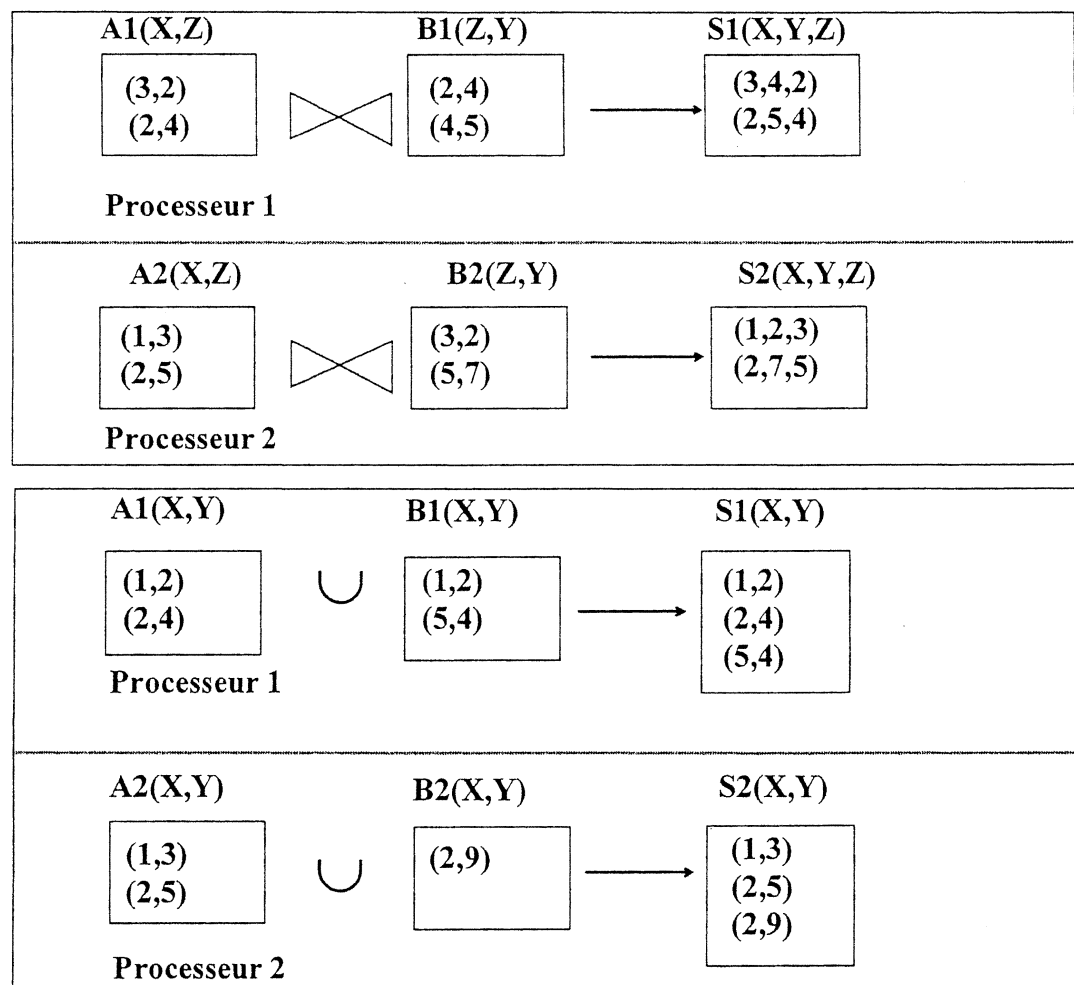 A1(X,Z) B1(Z,Y) S1(X,Y,Z)
(3,2) (2,4) (3,4,2)
(2,4) (4,5) (2,5,4)
Processeur 1
A2(X,Z) B2(Z,Y) S2(X,Y,Z)
(1,3) (3,2) (1,2,3)
(2,5) (5,7) (2,7,5)
Processeur 2
A1(X,Y) B1(X,Y) S1(X,Y)
(1,2) ∪ (1,2) (1,2)
(2,4) (5,4) (2,4)
(5,4)
Processeur 1
A2(X,Y) B2(X,Y) S2(X,Y)
(1,3) ∪ (2,9) (1,3)
(2,5) (2,5)
(2,9)
Processeur 2